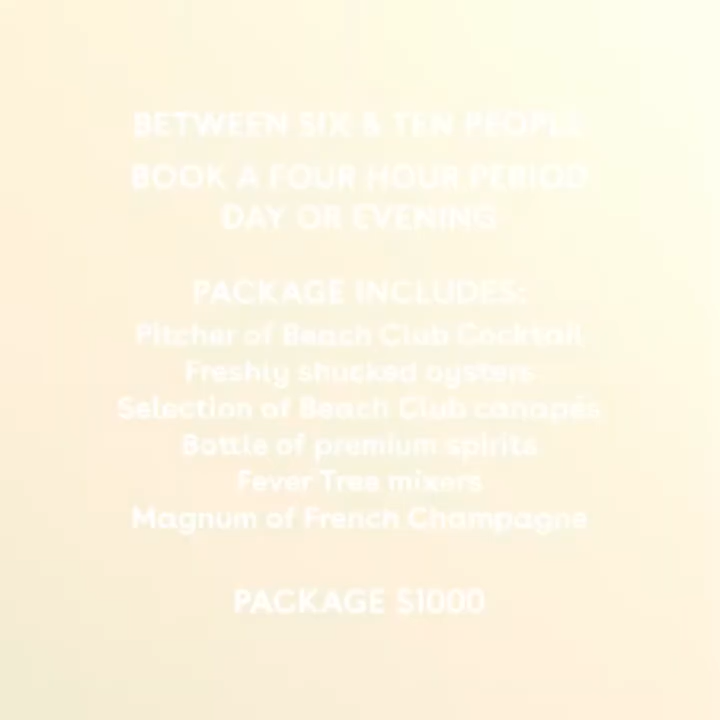 BETWEEN SIX & TEN PEOPLE
BOOK A FOUR HOUR PERIOD
DAY OR EVENING
PACKAGE INCLUDES:
Pitcher of Beach Club Cocktail
Freshly shucked oysters
Selection of Beach Club canapés
Bottle of premium spirits
Fever Tree mixers
Magnum of French Champagne
PACKAGE $1000